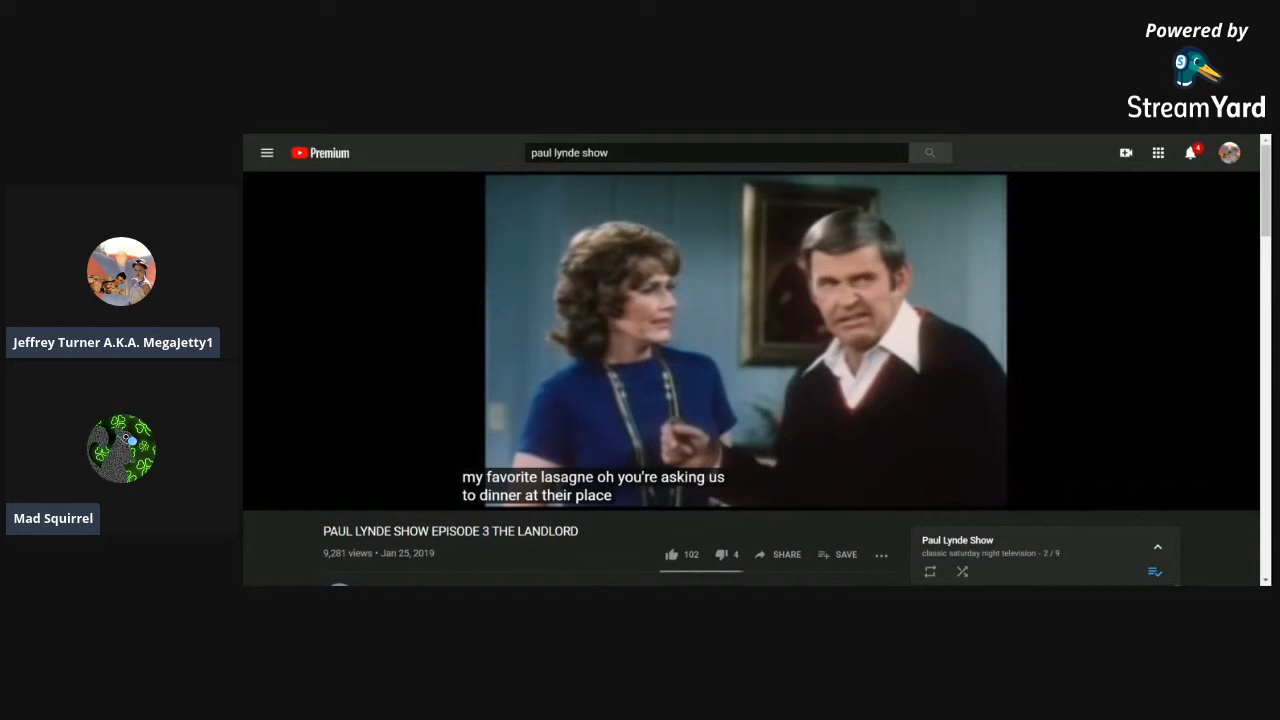 Powered by
StreamYard
Premium
paul lynde show
4
Jeffrey Turner A.K.A. MegaJetty1
Mad Squirrel
my favorite lasagne oh you're asking us
to dinner at their place
PAUL LYNDE SHOW EPISODE 3 THE LANDLORD
9,281 views • Jan 25, 2019
102
4
SHARE
SAVE
Paul Lynde Show
classic saturday night television - 2 / 9